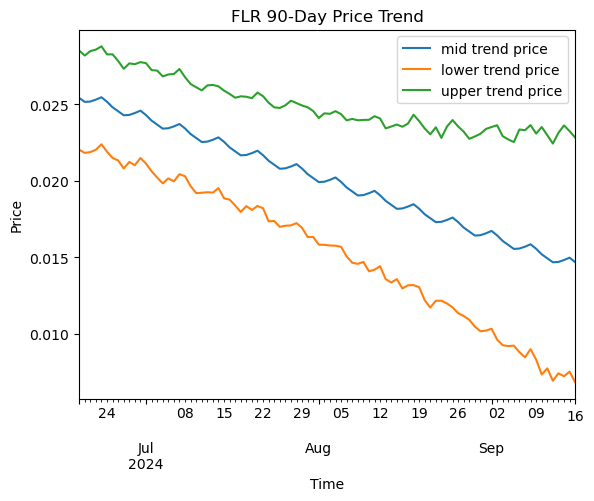 FLR 90-Day Price Trend
mid trend price
lower trend price
upper trend price
0.025
0.020
0.015
0.010
Price
24 08 15 22 29 05 12 19 26 02 09 16
Jul Aug Sep
2024
Time